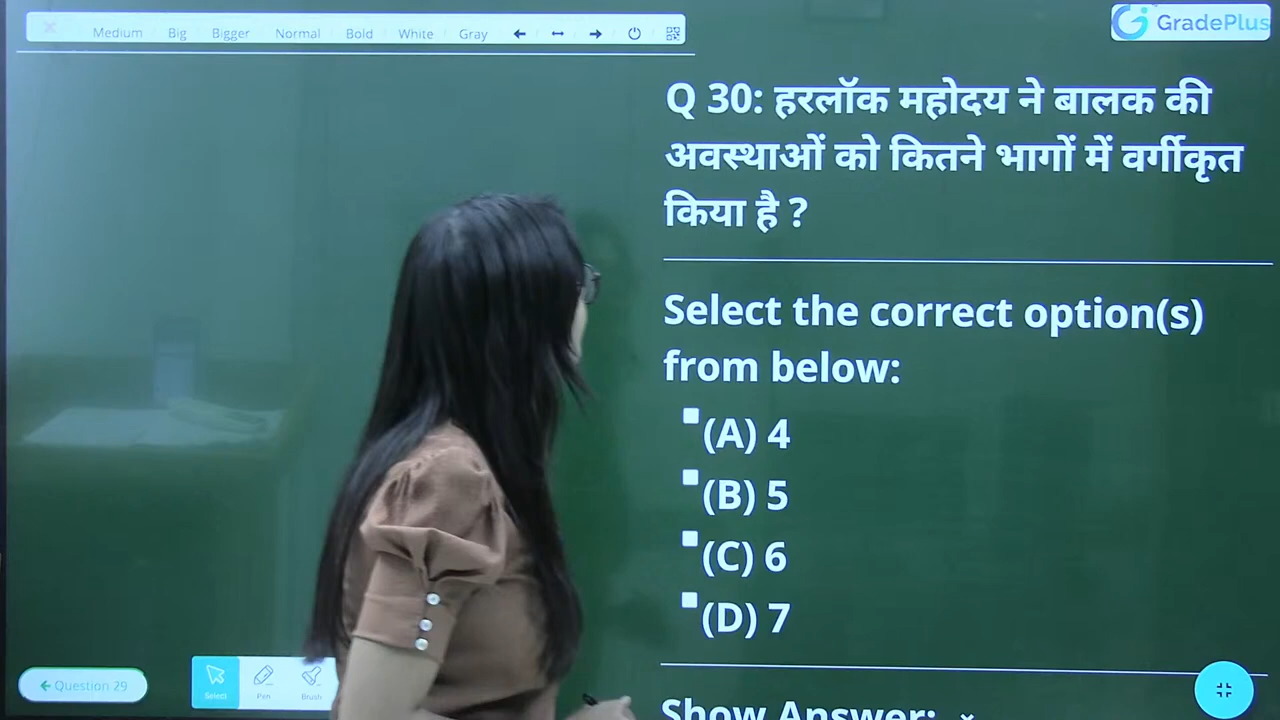 Medium Big Bigger Normal Bold White Gray
GradePlus
Q 30: हरलॉक महोदय ने बालक की
अवस्थाओं को कितने भागों में वर्गीकृत
किया है ?
Select the correct option(s)
from below:
(A) 4
(B) 5
(C) 6
(D) 7
Show Answer:
Question 29
Select Pen Brush